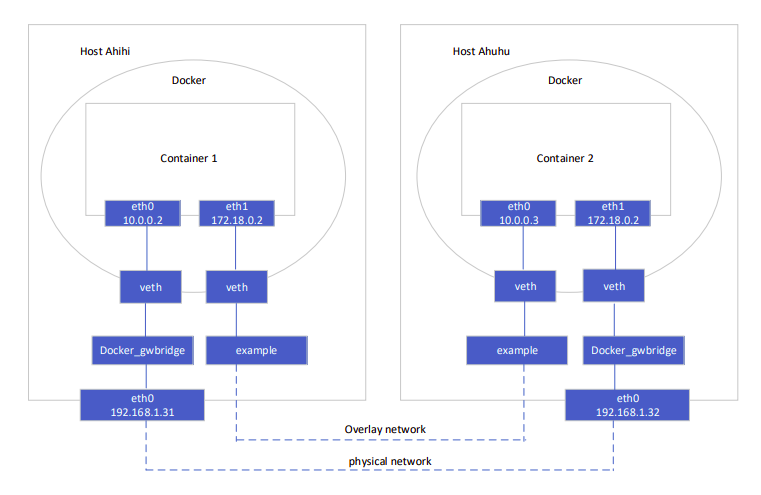 Host Ahihi
Docker
Container 1
eth0
10.0.0.2
eth1
172.18.0.2
veth
veth
Docker_gwbridge
example
eth0
192.168.1.31
Host Ahuhu
Docker
Container 2
eth0
10.0.0.3
eth1
172.18.0.2
veth
veth
example
Docker_gwbridge
eth0
192.168.1.32
Overlay network
physical network